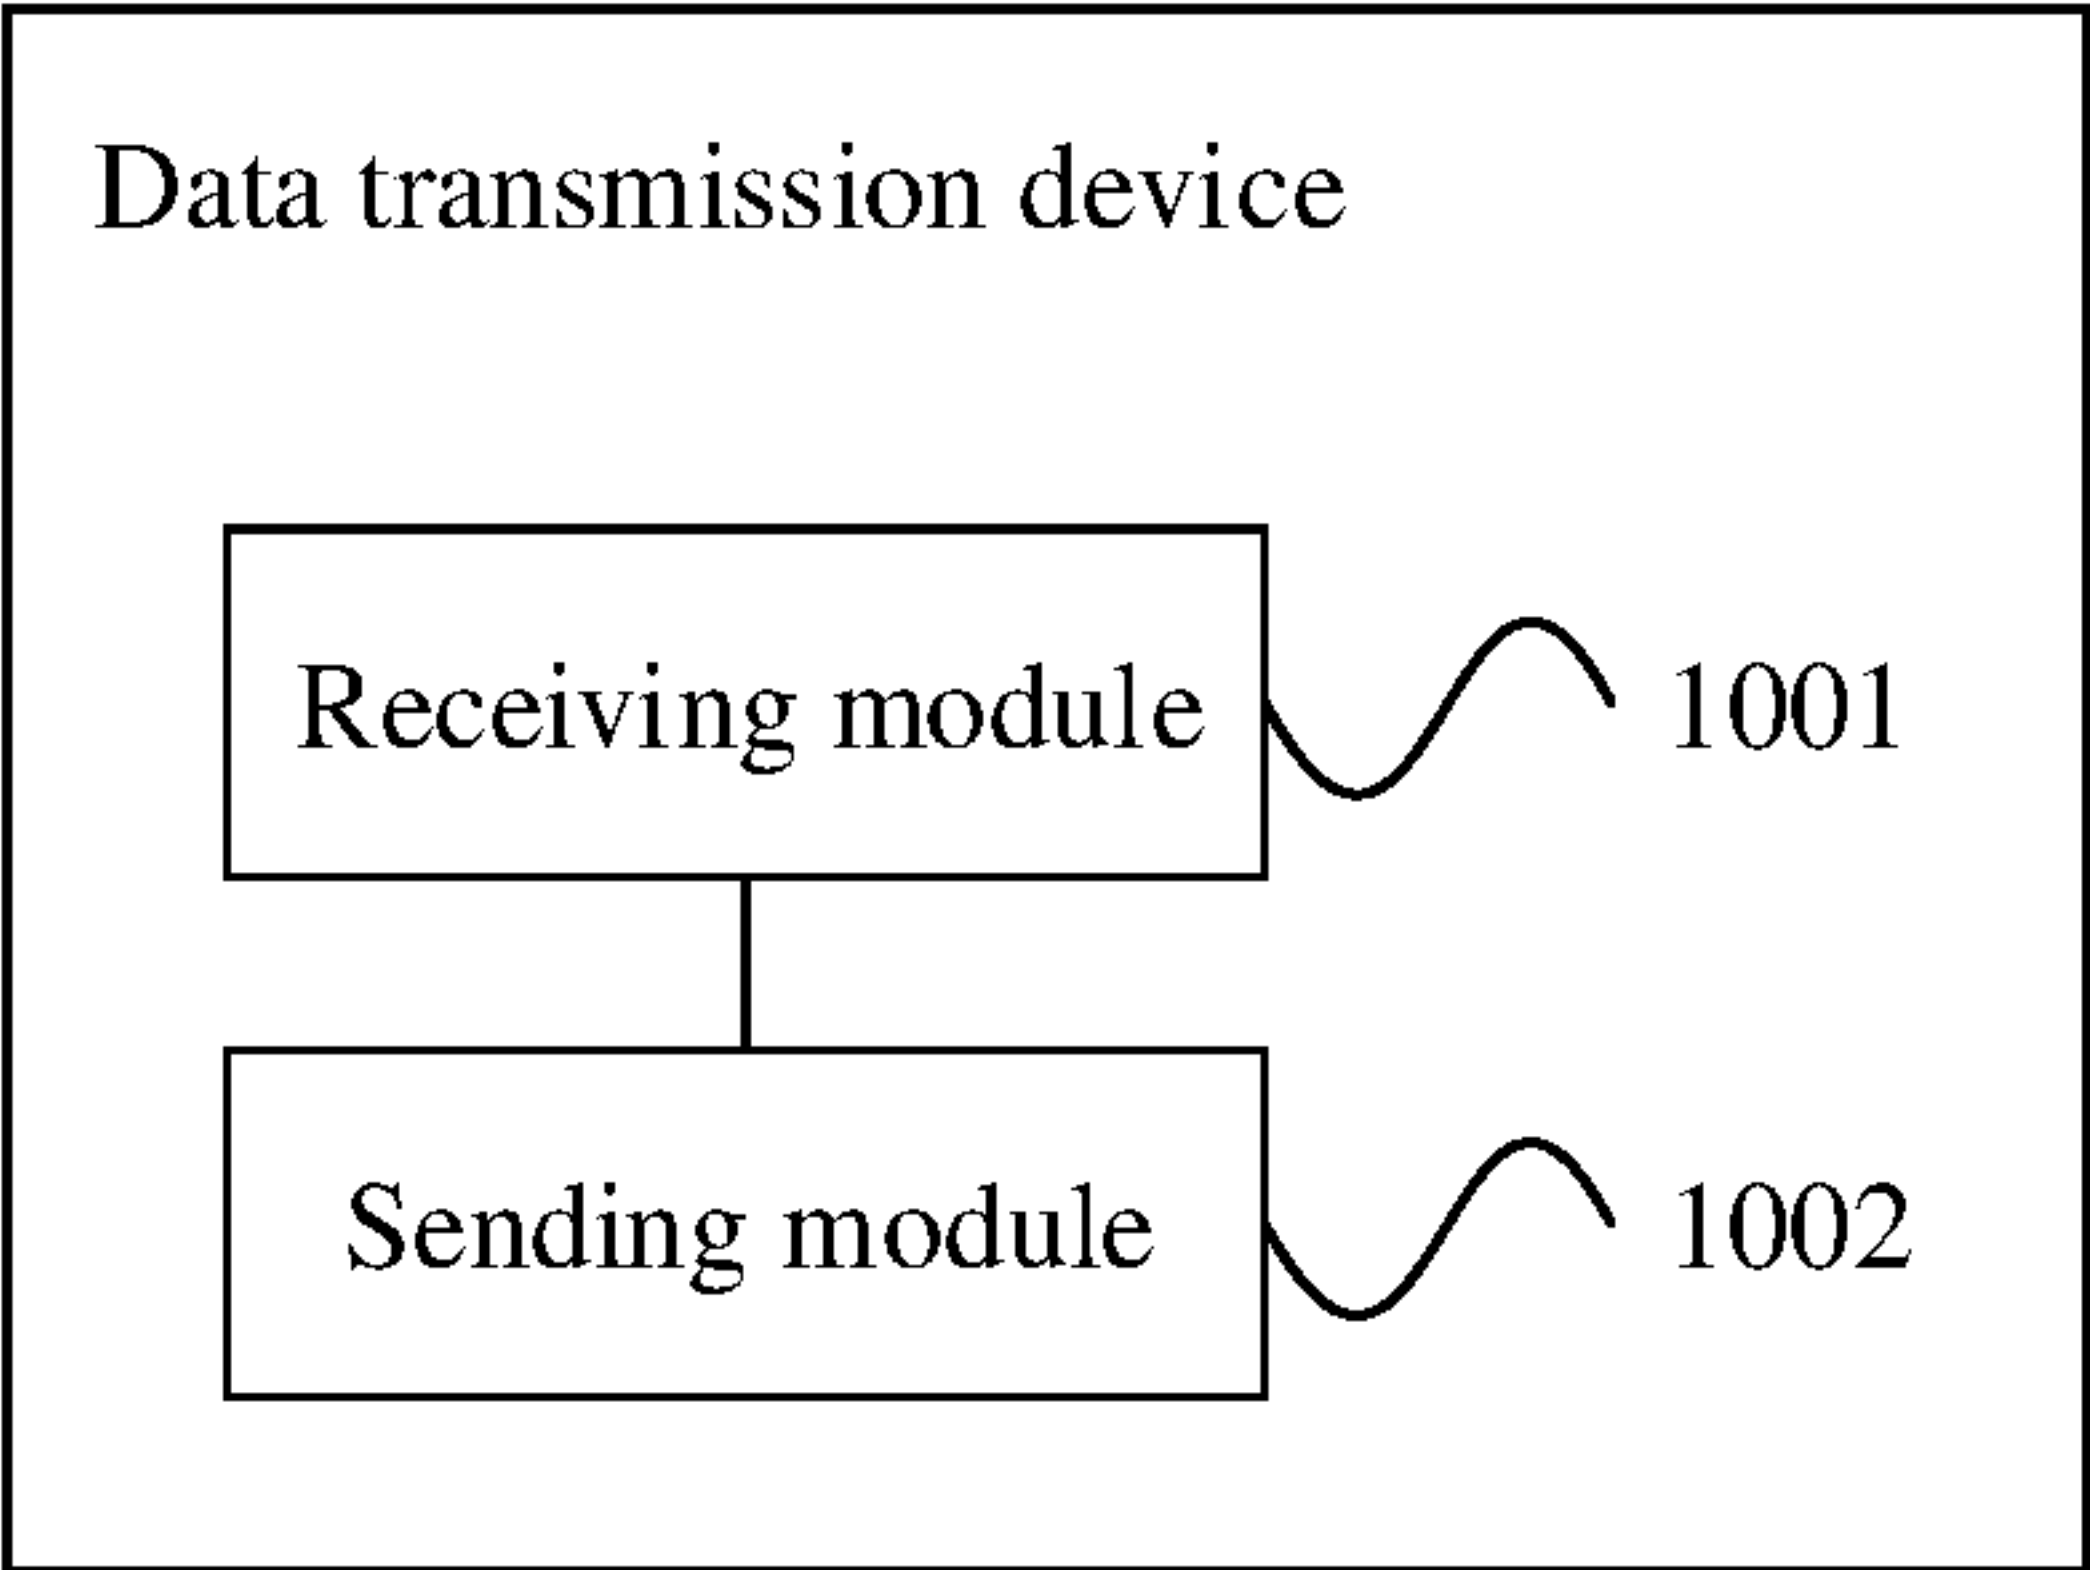 Data transmission device
Receiving module 1001
Sending module 1002